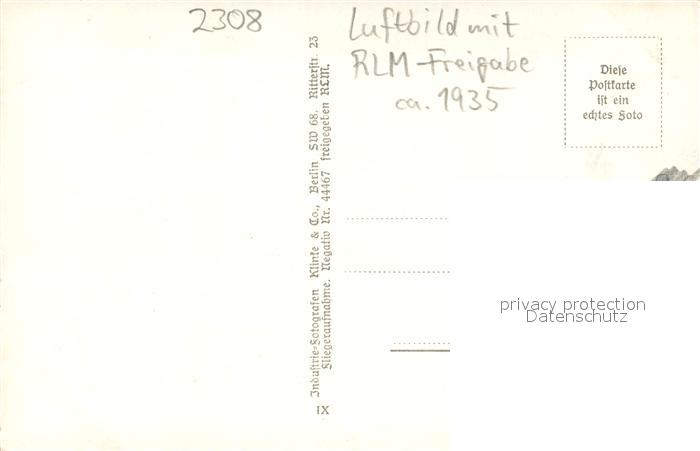 2308
Luftbild mit
RLM-Freigabe
ca. 1935
Dieſe
Poſtkarte
iſt ein
echtes Foto
Induſtrie=Fotografen Klinke & Co., Berlin SW 68, Ritterſtr. 23
Fliegeraufnahme. Negativ Nr. 44467 freigegeben RLM.
IX
privacy protection
Datenschutz